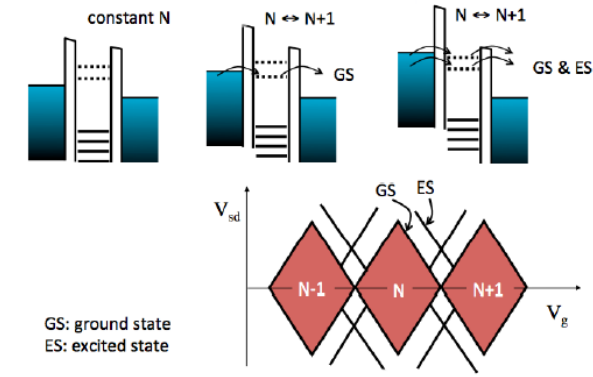 constant N
N ↔ N+1
GS
N ↔ N+1
GS & ES
GS
ES
Vsd
N-1
N
N+1
Vg
GS: ground state
ES: excited state